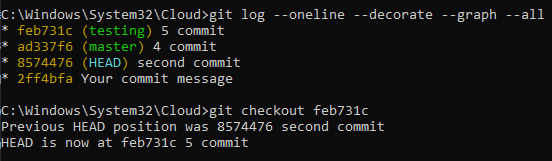 C:\Windows\System32\Cloud>git log --oneline --decorate --graph --all
* feb731c (testing) 5 commit
* ad337f6 (master) 4 commit
* 8574476 (HEAD) second commit
* 2ff4bfa Your commit message
C:\Windows\System32\Cloud>git checkout feb731c
Previous HEAD position was 8574476 second commit
HEAD is now at feb731c 5 commit